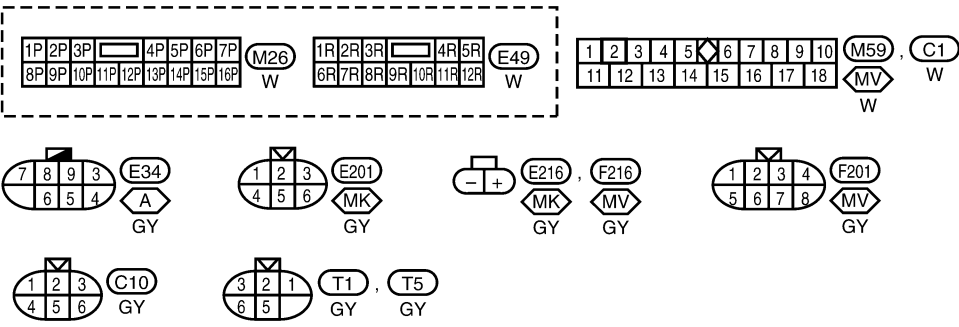 1P 2P 3P 4P 5P 6P 7P M26
8P 9P 10P 11P 12P 13P 14P 15P 16P W
1R 2R 3R 4R 5R E49
6R 7R 8R 9R 10R 11R 12R W
1 2 3 4 5 6 7 8 9 10 M59 , C1
11 12 13 14 15 16 17 18 MV W
W
7 8 9 3 E34
6 5 4 A
GY
1 2 3 E201
4 5 6 MK
GY
− + E216 , F216
MK MV
GY GY
1 2 3 4 F201
5 6 7 8 MV
GY
1 2 3 C10
4 5 6 GY
3 2 1 T1 , T5
6 5 GY GY